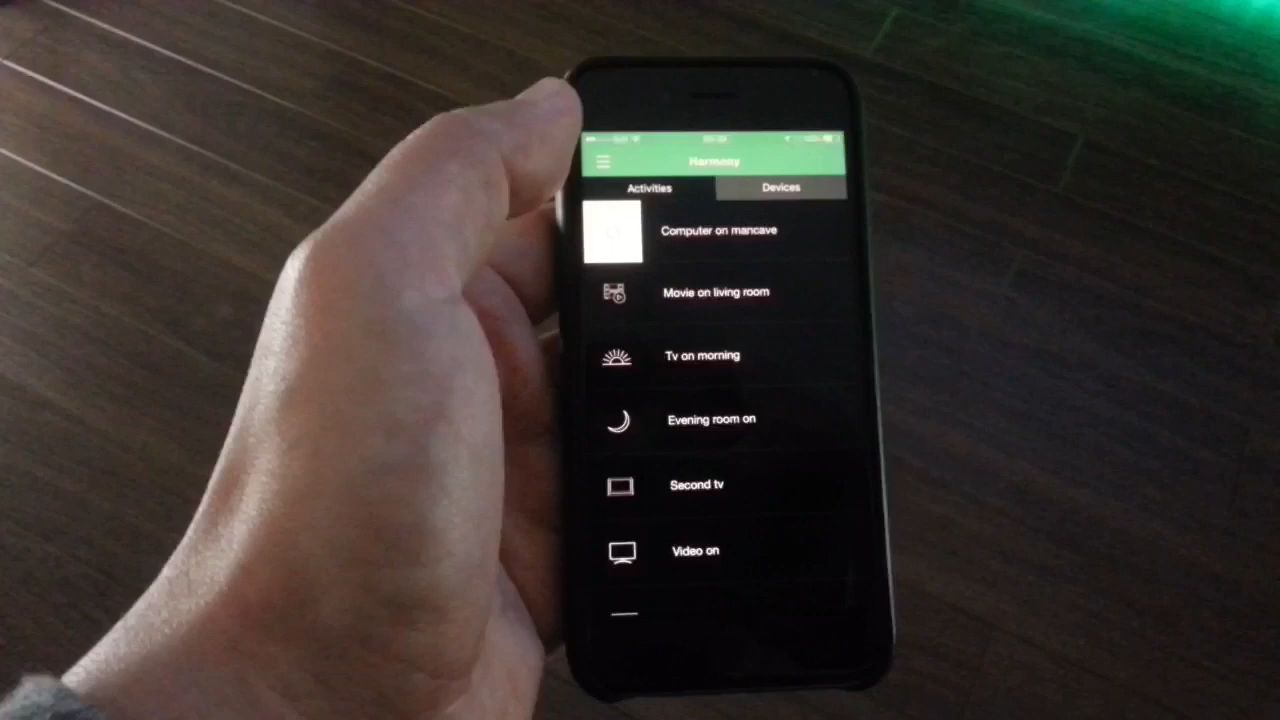 Harmony
Activities
Devices
Computer on mancave
Movie on living room
Tv on morning
Evening room on
Second tv
Video on